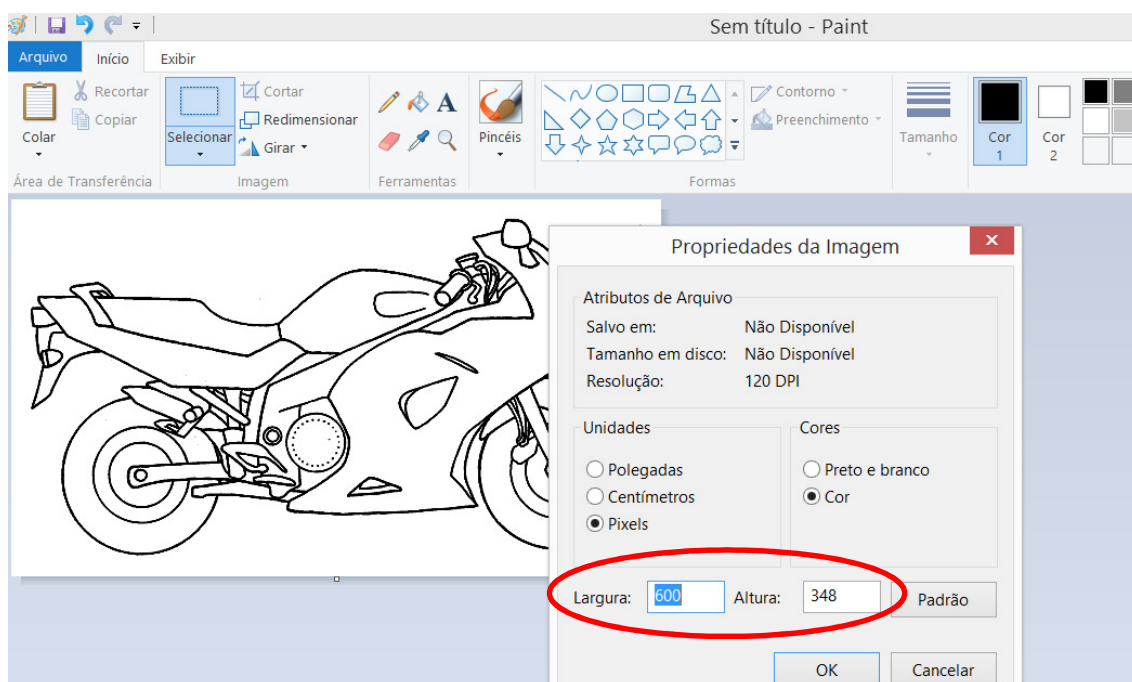 Sem título - Paint
Arquivo Início Exibir
Colar
Recortar
Copiar
Área de Transferência
Selecionar
Cortar
Redimensionar
Girar
Imagem
A
Ferramentas
Pincéis
Formas
Contorno
Preenchimento
Tamanho
Cor
1
Cor
2
Propriedades da Imagem
Atributos de Arquivo
Salvo em: Não Disponível
Tamanho em disco: Não Disponível
Resolução: 120 DPI
Unidades
Polegadas
Centímetros
Pixels
Cores
Preto e branco
Cor
Largura: 600 Altura: 348 Padrão
OK Cancelar